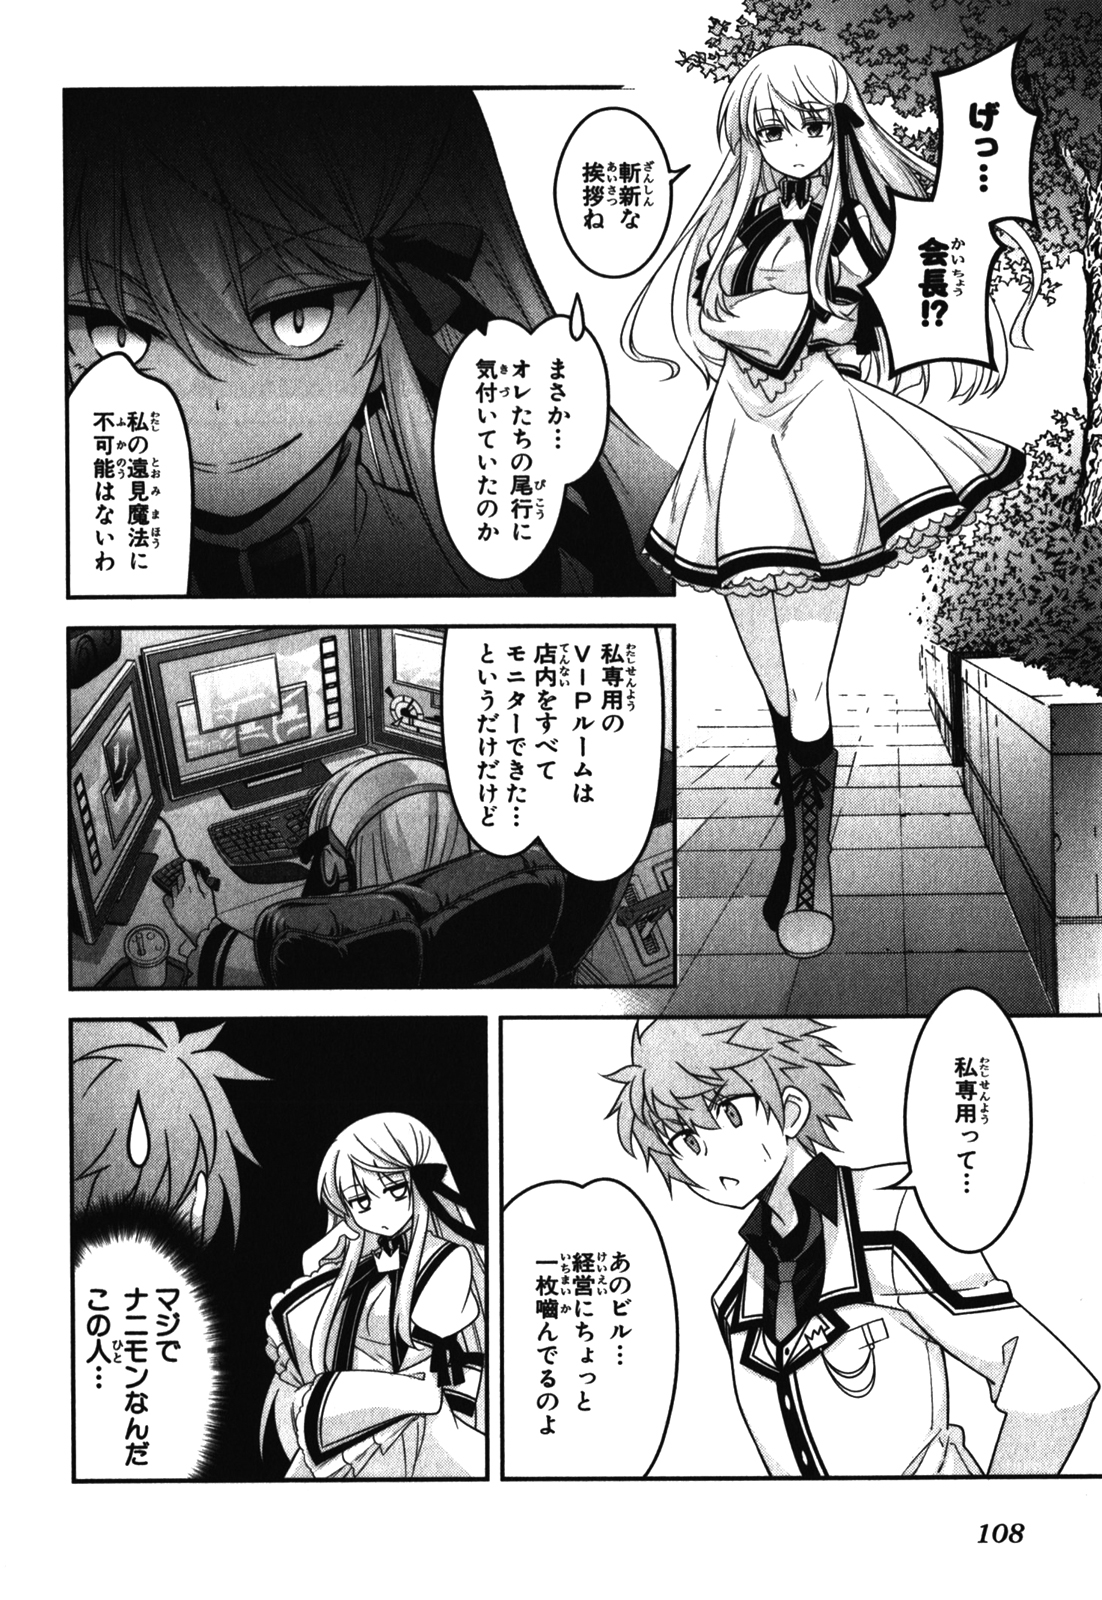 げっ…
会長!?
斬新な
挨拶ね
まさか…
オレたちの尾行に
気付いていたのか
私の遠見魔法に
不可能はないわ
私専用の
VIPルームは
店内をすべて
モニターできた…
というだけだけど
私専用って…
あのビル…
経営にちょっと
一枚嚙んでるのよ
マジで
ナニモンなんだ
この人…
108